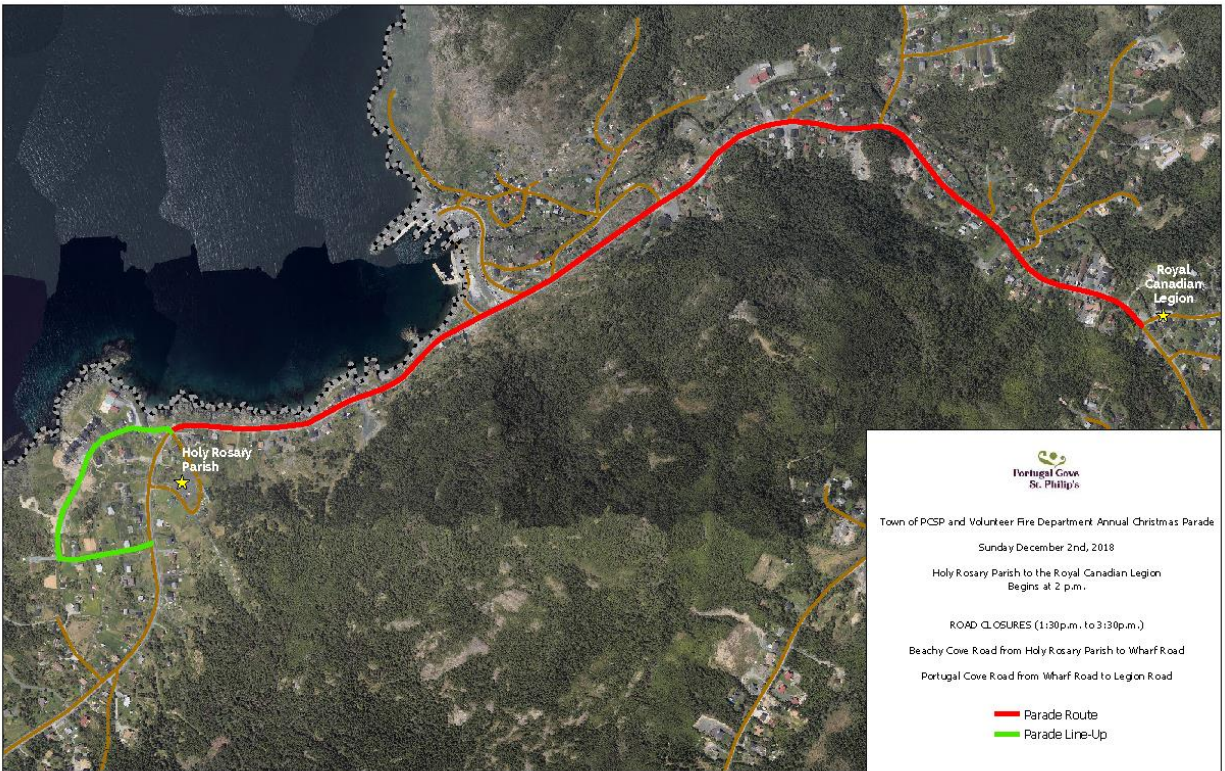 Royal
Canadian
Legion
Holy Rosary
Parish
Portugal Cove
St. Philip's
Town of PCSP and Volunteer Fire Department Annual Christmas Parade
Sunday December 2nd, 2018
Holy Rosary Parish to the Royal Canadian Legion
Begins at 2 p.m.
ROAD CLOSURES (1:30p.m. to 3:30p.m.)
Beachy Cove Road from Holy Rosary Parish to Wharf Road
Portugal Cove Road from Wharf Road to Legion Road
Parade Route
Parade Line-Up